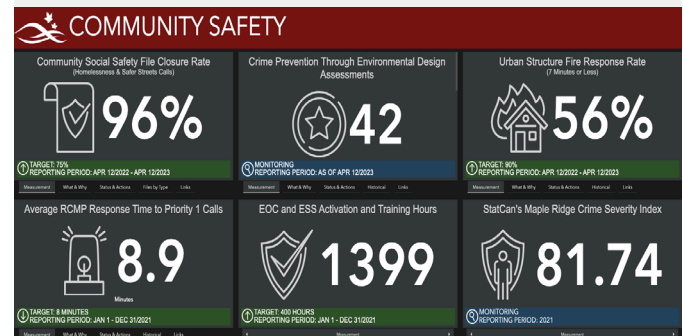 COMMUNITY SAFETY
Community Social Safety File Closure Rate
(Homelessness & Safer Streets Calls)
96%
TARGET: 75%
REPORTING PERIOD: APR 12/2022 - APR 12/2023
Measurement What & Why Status & Actions Files by Type Links
Crime Prevention Through Environmental Design
Assessments
42
MONITORING
REPORTING PERIOD: AS OF APR 12/2023
Measurement What & Why Status & Actions Historical Links
Urban Structure Fire Response Rate
(7 Minutes or Less)
56%
TARGET: 90%
REPORTING PERIOD: APR 12/2022 - APR 12/2023
Measurement What & Why Status & Actions Historical Links
Average RCMP Response Time to Priority 1 Calls
8.9
Minutes
TARGET: 8 MINUTES
REPORTING PERIOD: JAN 1 - DEC 31/2021
Measurement What & Why Status & Actions Historical Links
EOC and ESS Activation and Training Hours
1399
TARGET: 400 HOURS
REPORTING PERIOD: JAN 1 - DEC 31/2021
Measurement
StatCan's Maple Ridge Crime Severity Index
81.74
MONITORING
REPORTING PERIOD: 2021
Measurement